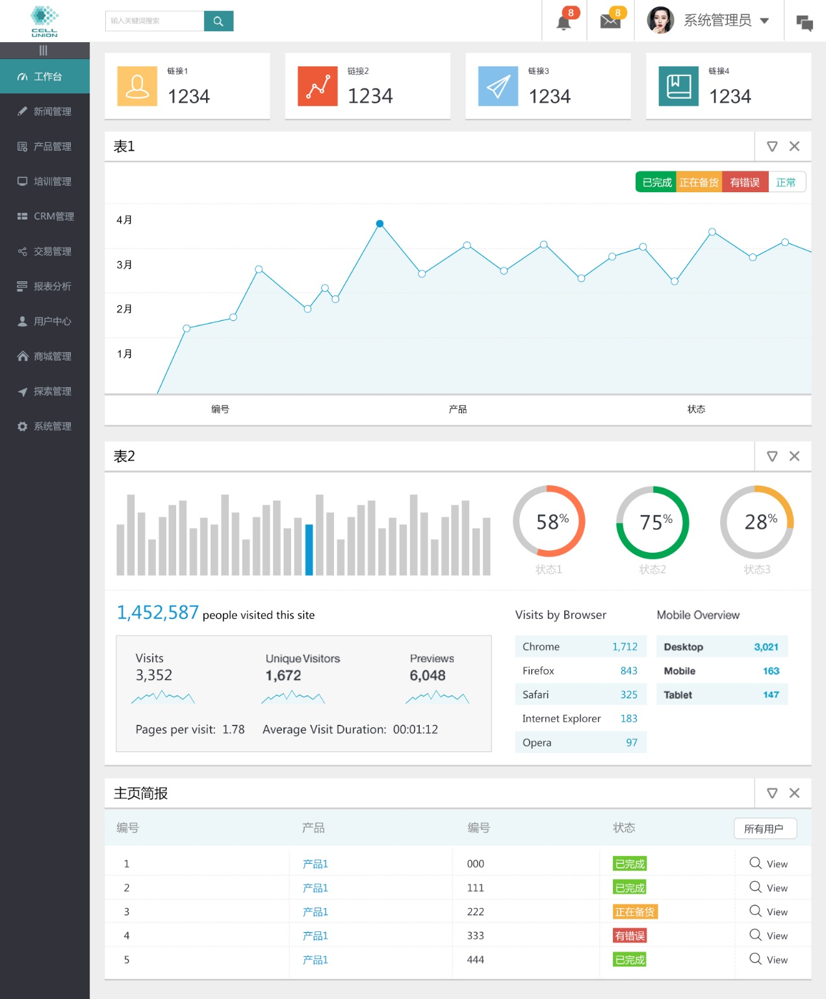 CELL
UNION
输入关键词搜索
8
8
系统管理员
工作台
新闻管理
产品管理
培训管理
CRM管理
交易管理
报表分析
用户中心
商城管理
探索管理
系统管理
链接1
1234
链接2
1234
链接3
1234
链接4
1234
表1
已完成 正在备货 有错误 正常
4月
3月
2月
1月
编号 产品 状态
表2
58%
状态1
75%
状态2
28%
状态3
1,452,587 people visited this site
Visits
3,352
Unique Visitors
1,672
Previews
6,048
Pages per visit: 1.78 Average Visit Duration: 00:01:12
Visits by Browser
Chrome 1,712
Firefox 843
Safari 325
Internet Explorer 183
Opera 97
Mobile Overview
Desktop 3,021
Mobile 163
Tablet 147
主页简报
编号 产品 编号 状态 所有用户
1 产品1 000 已完成 View
2 产品1 111 已完成 View
3 产品1 222 正在备货 View
4 产品1 333 有错误 View
5 产品1 444 已完成 View